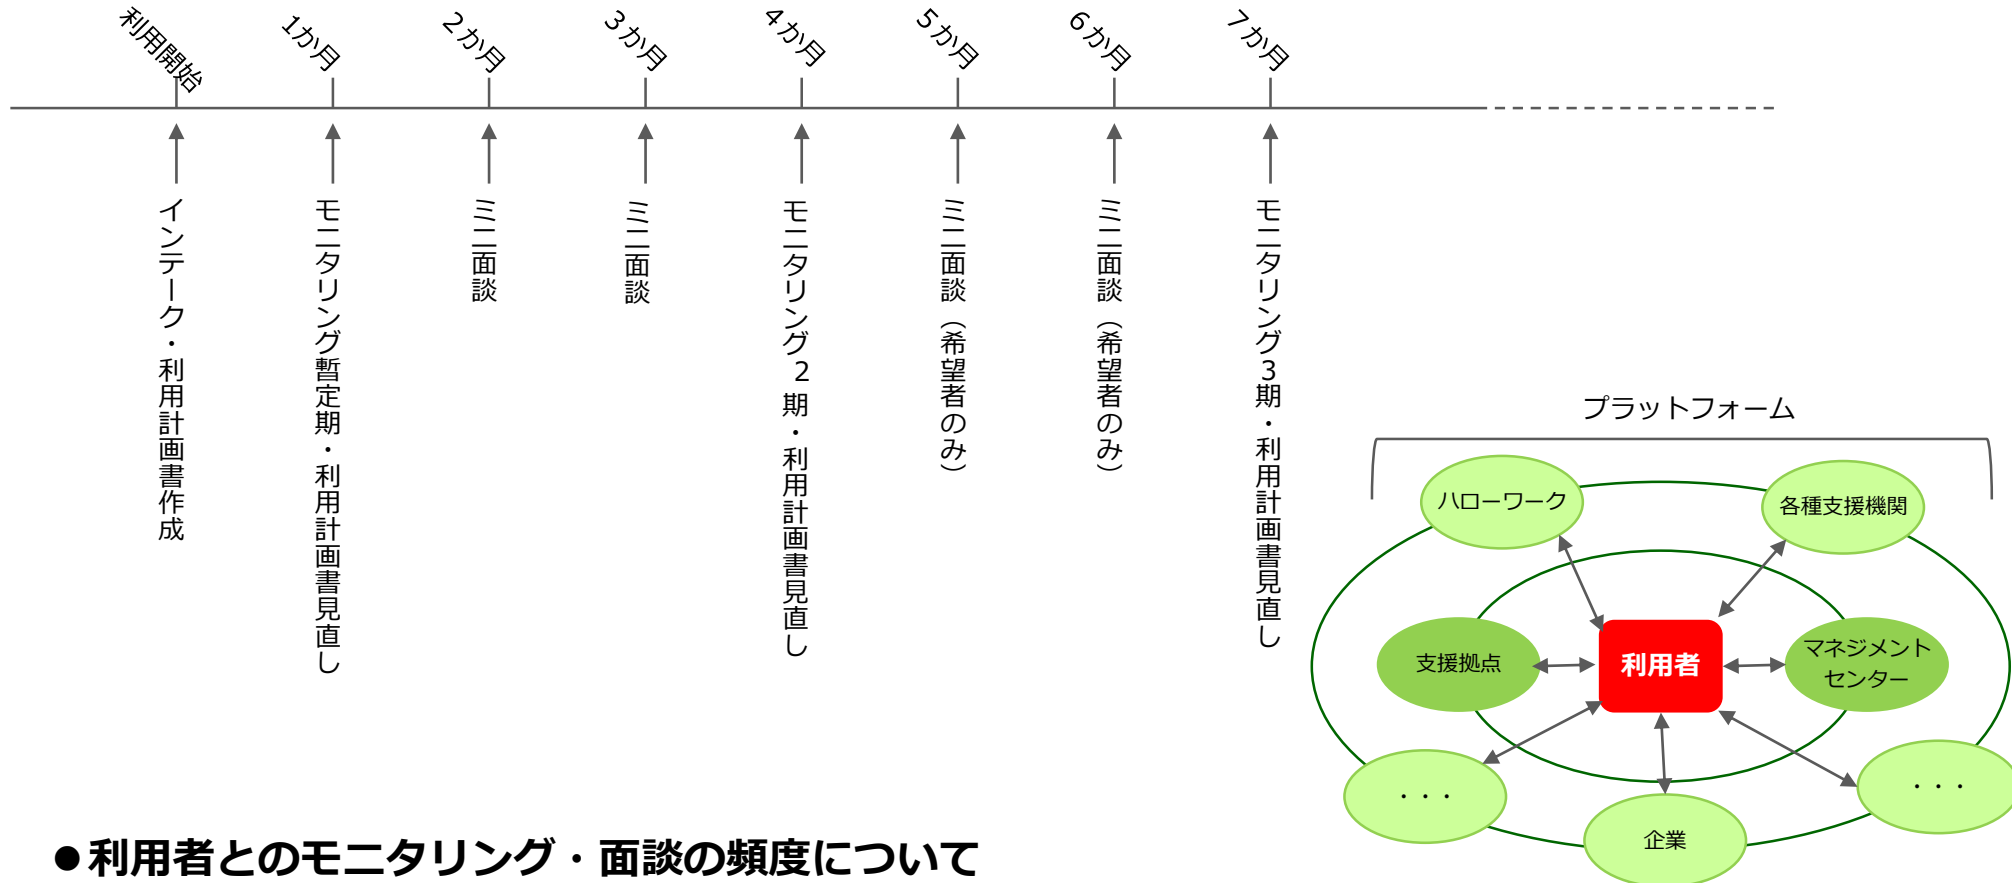 利用開始
1か月
2か月
3か月
4か月
5か月
6か月
7か月
インテーク・利用計画書作成
モニタリング暫定期・利用計画書見直し
ミニ面談
ミニ面談
モニタリング2期・利用計画書見直し
ミニ面談（希望者のみ）
ミニ面談（希望者のみ）
モニタリング3期・利用計画書見直し
プラットフォーム
ハローワーク
各種支援機関
支援拠点
利用者
マネジメント
センター
・・・
・・・
企業
●利用者とのモニタリング・面談の頻度について